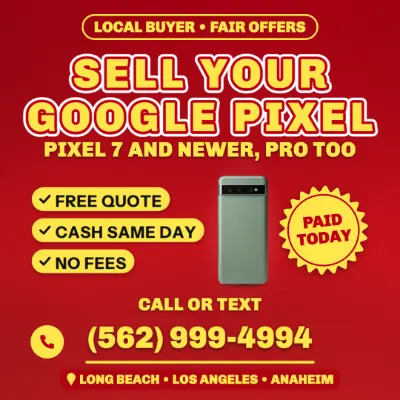 LOCAL BUYER • FAIR OFFERS
SELL YOUR
GOOGLE PIXEL
PIXEL 7 AND NEWER, PRO TOO
FREE QUOTE
CASH SAME DAY
NO FEES
PAID
TODAY
CALL OR TEXT
(562) 999-4994
LONG BEACH • LOS ANGELES • ANAHEIM